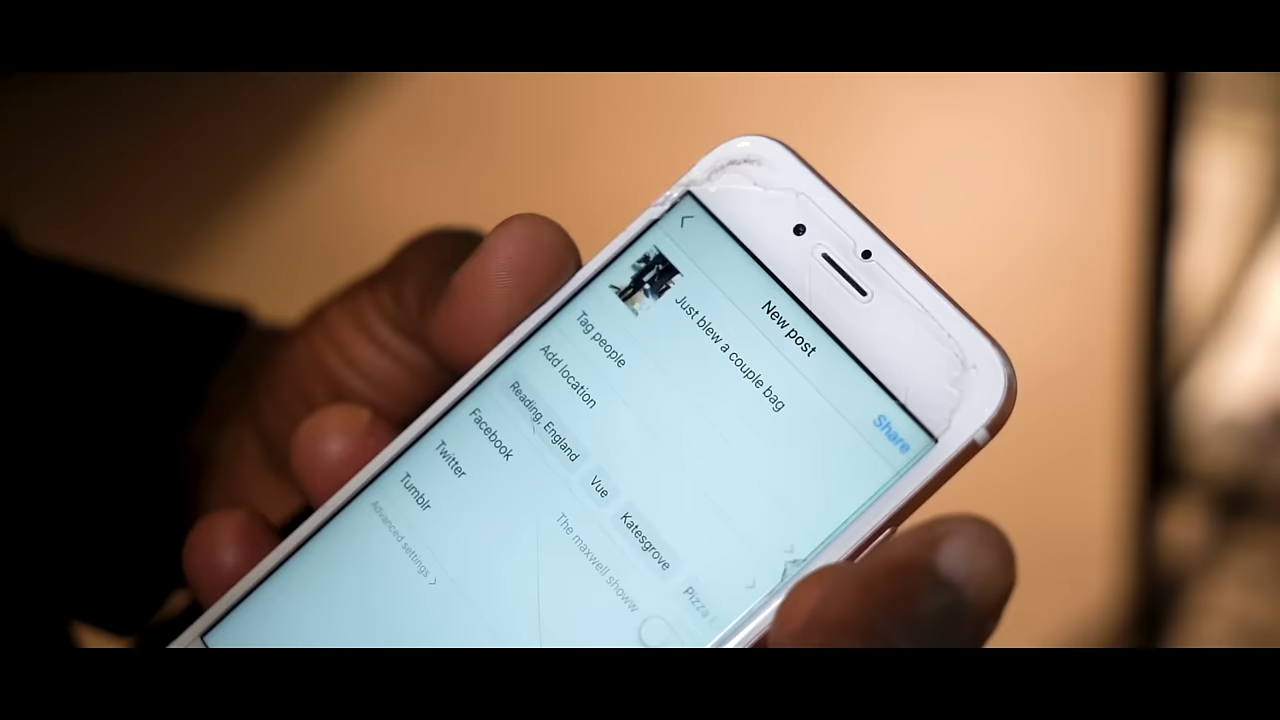 New post
Just blew a couple bag
Share
Tag people
Add location
Reading, England
Vue
Katesgrove
Pizza
Facebook
The maxwell showw
Twitter
Tumblr
Advanced settings